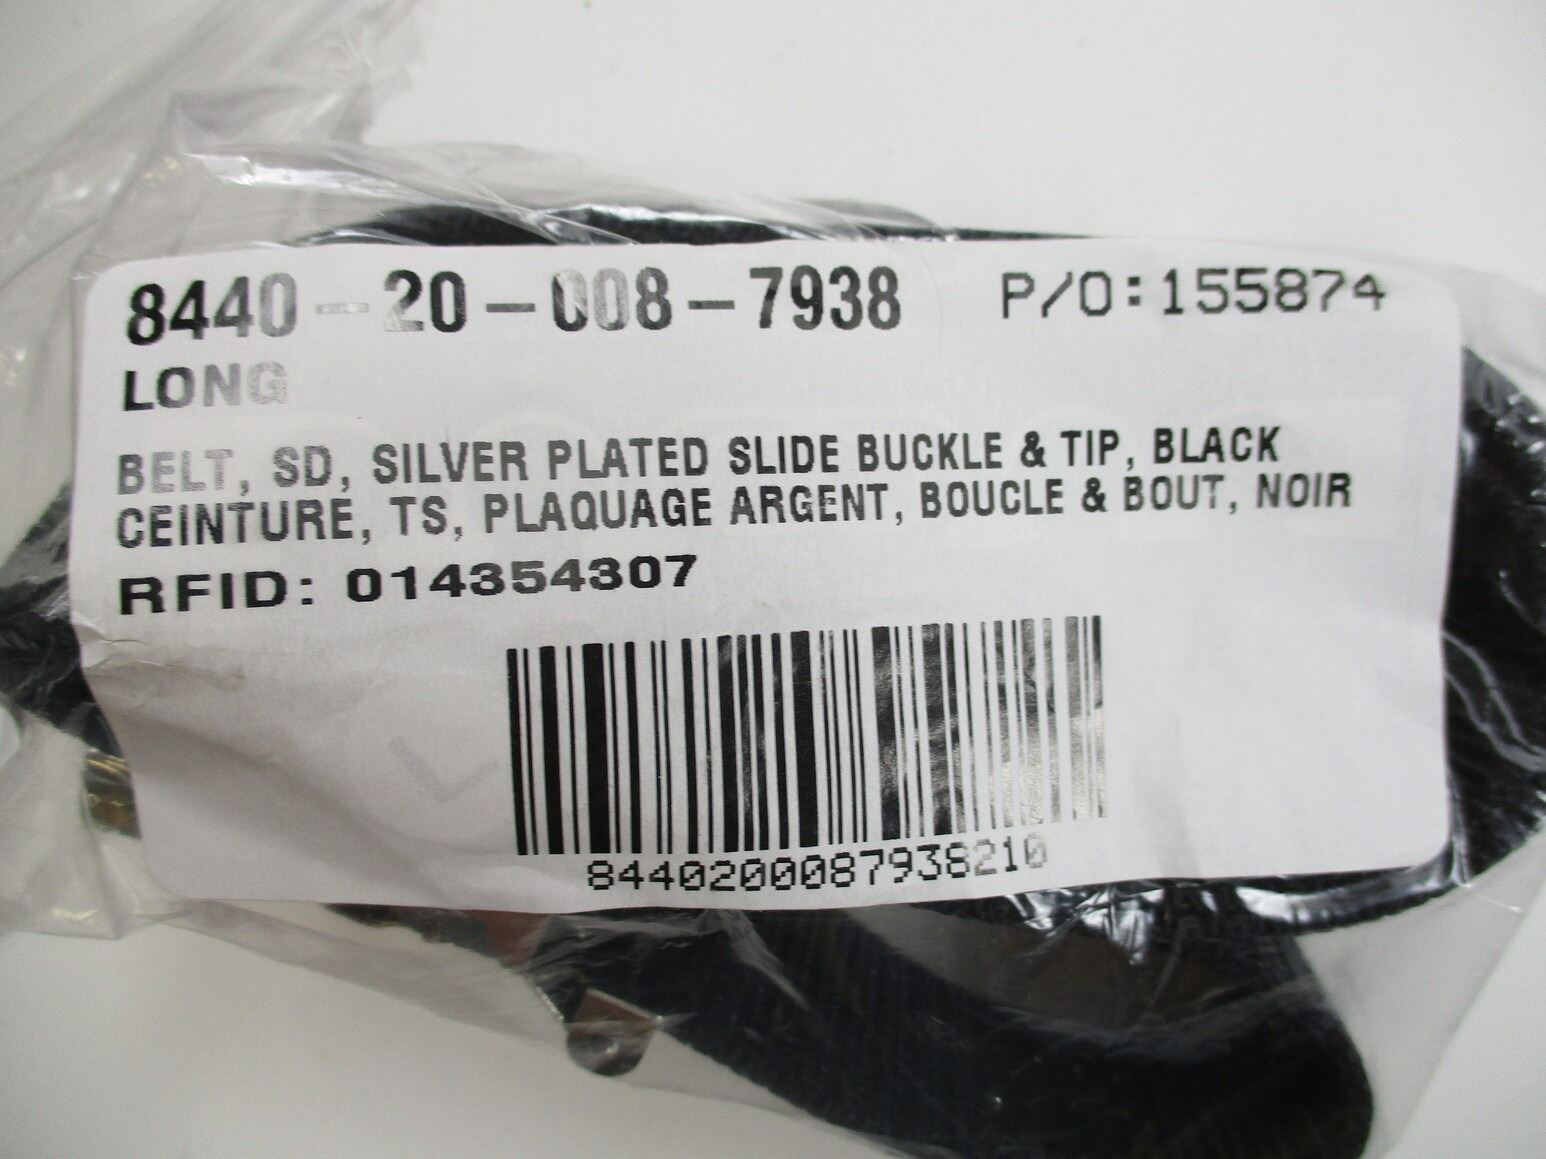 8440-20-008-7938 P/O:155874
LONG
BELT, SD, SILVER PLATED SLIDE BUCKLE & TIP, BLACK
CEINTURE, TS, PLAQUAGE ARGENT, BOUCLE & BOUT, NOIR
RFID: 014354307
8440200087938210